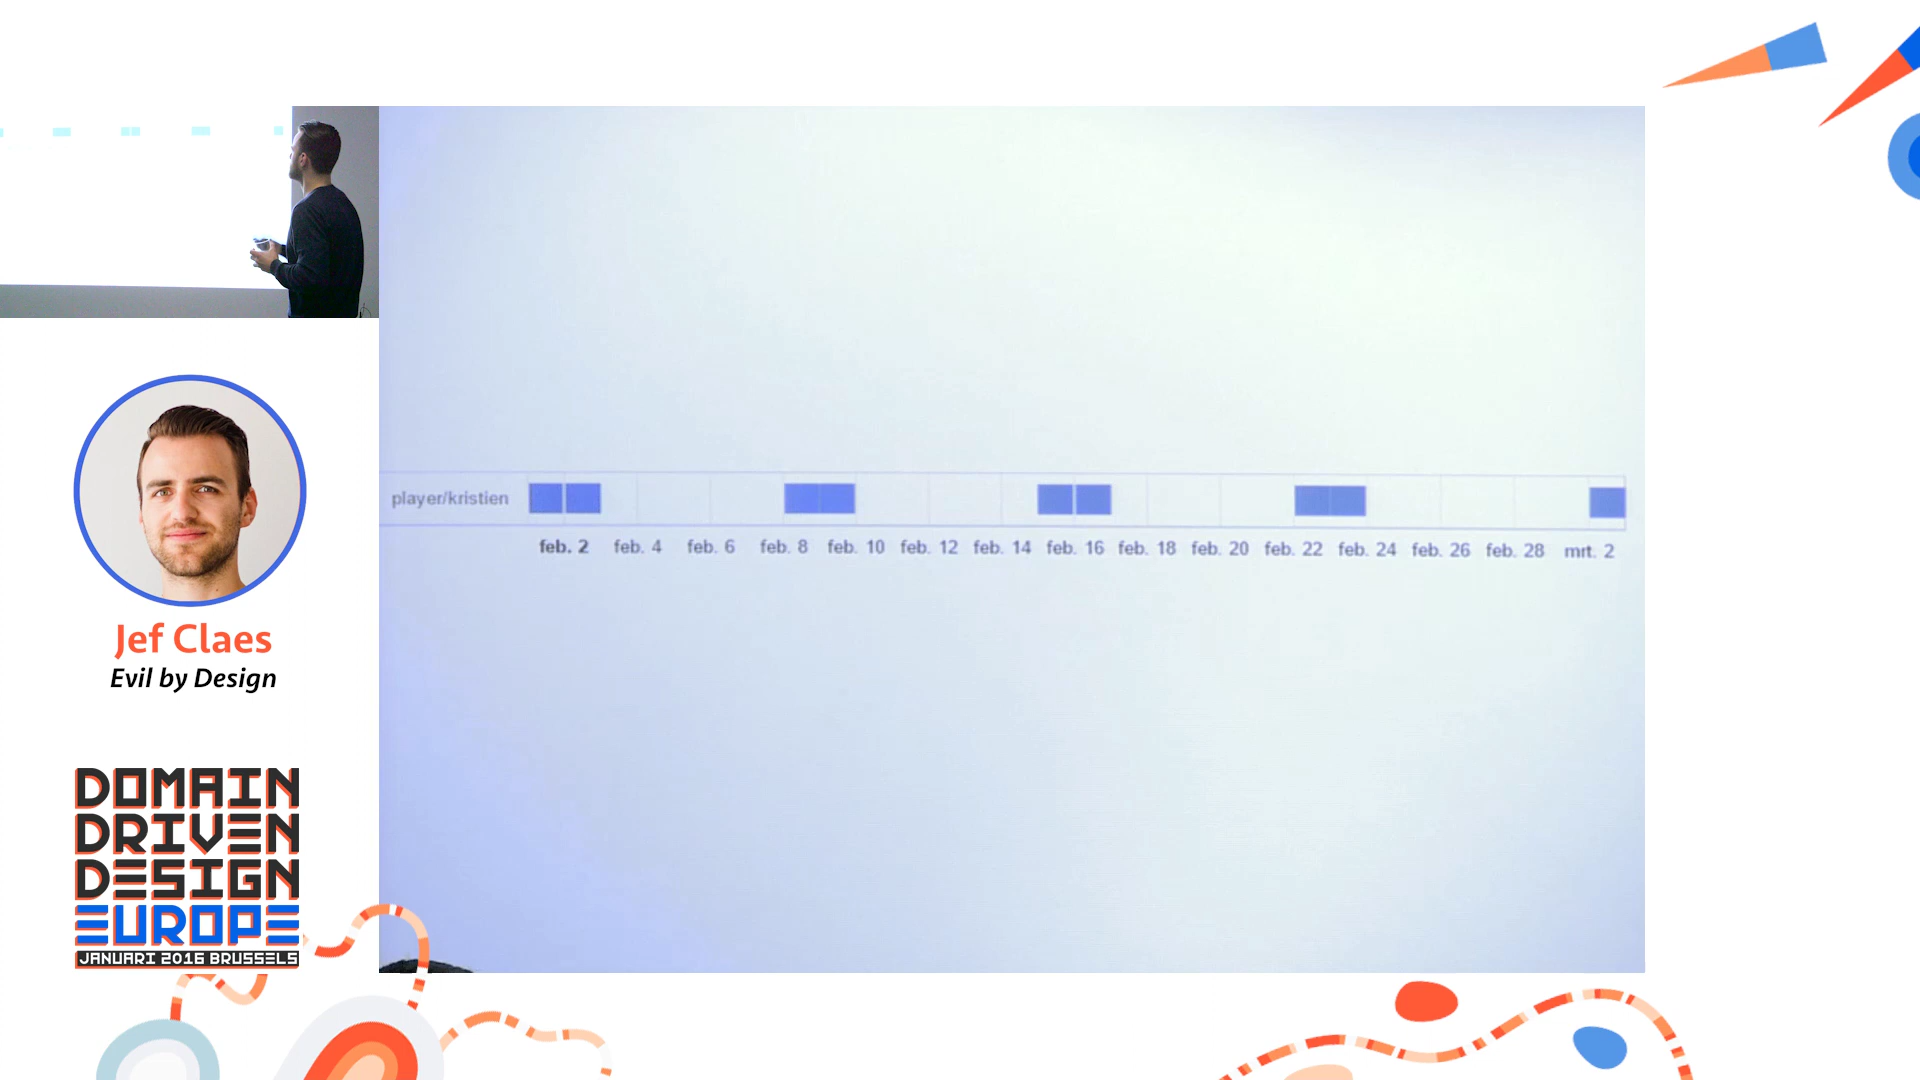 player/kristien
feb. 2 feb. 4 feb. 6 feb. 8 feb. 10 feb. 12 feb. 14 feb. 16 feb. 18 feb. 20 feb. 22 feb. 24 feb. 26 feb. 28 mrt. 2
Jef Claes
Evil by Design
DOMAIN
DRIVEN
DESIGN
EUROPE
JANUARI 2016 BRUSSELS